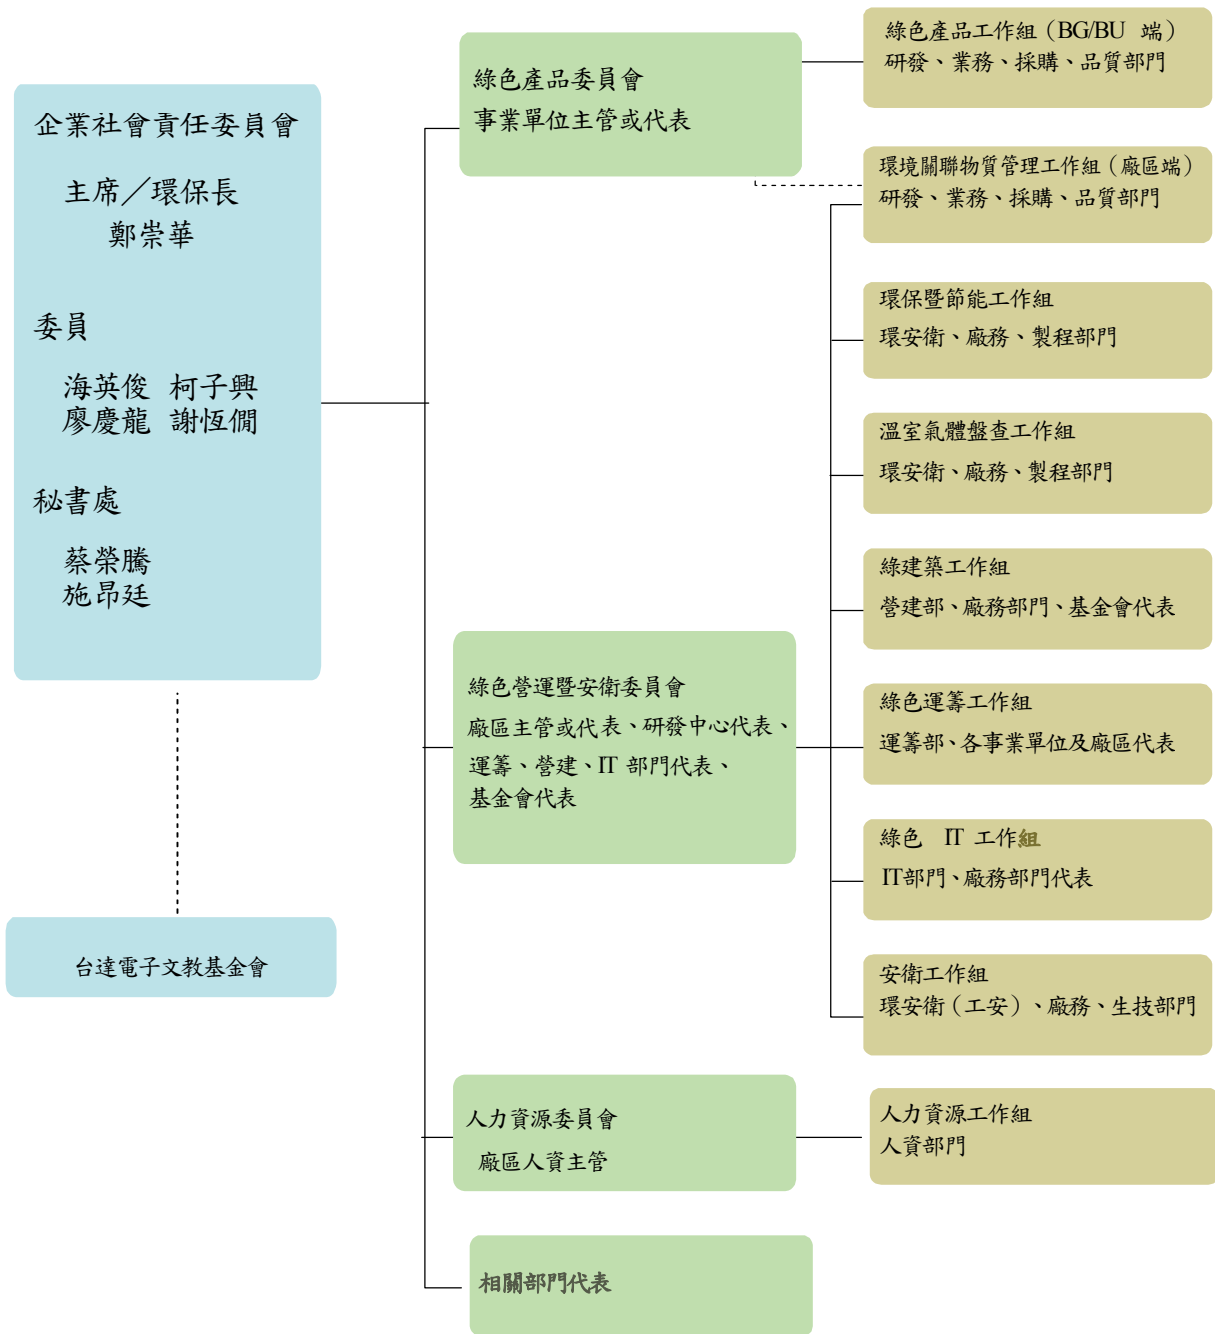 企業社會責任委員會
主席／環保長
鄭崇華
委員
海英俊 柯子興
廖慶龍 謝恆僩
秘書處
蔡榮騰
施昂廷
台達電子文教基金會
綠色產品委員會
事業單位主管或代表
綠色營運暨安衛委員會
廠區主管或代表、研發中心代表、
運籌、營建、IT 部門代表、
基金會代表
人力資源委員會
廠區人資主管
相關部門代表
綠色產品工作組（BG/BU 端）
研發、業務、採購、品質部門
環境關聯物質管理工作組（廠區端）
研發、業務、採購、品質部門
環保暨節能工作組
環安衛、廠務、製程部門
溫室氣體盤查工作組
環安衛、廠務、製程部門
綠建築工作組
營建部、廠務部門、基金會代表
綠色運籌工作組
運籌部、各事業單位及廠區代表
綠色 IT 工作組
IT部門、廠務部門代表
安衛工作組
環安衛（工安）、廠務、生技部門
人力資源工作組
人資部門